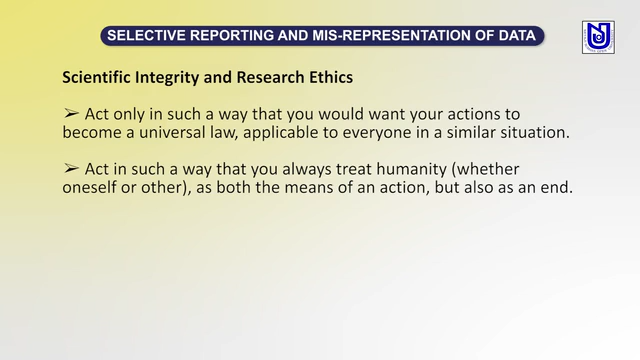 SELECTIVE REPORTING AND MIS-REPRESENTATION OF DATA
Scientific Integrity and Research Ethics
➢ Act only in such a way that you would want your actions to
become a universal law, applicable to everyone in a similar situation.
➢ Act in such a way that you always treat humanity (whether
oneself or other), as both the means of an action, but also as an end.